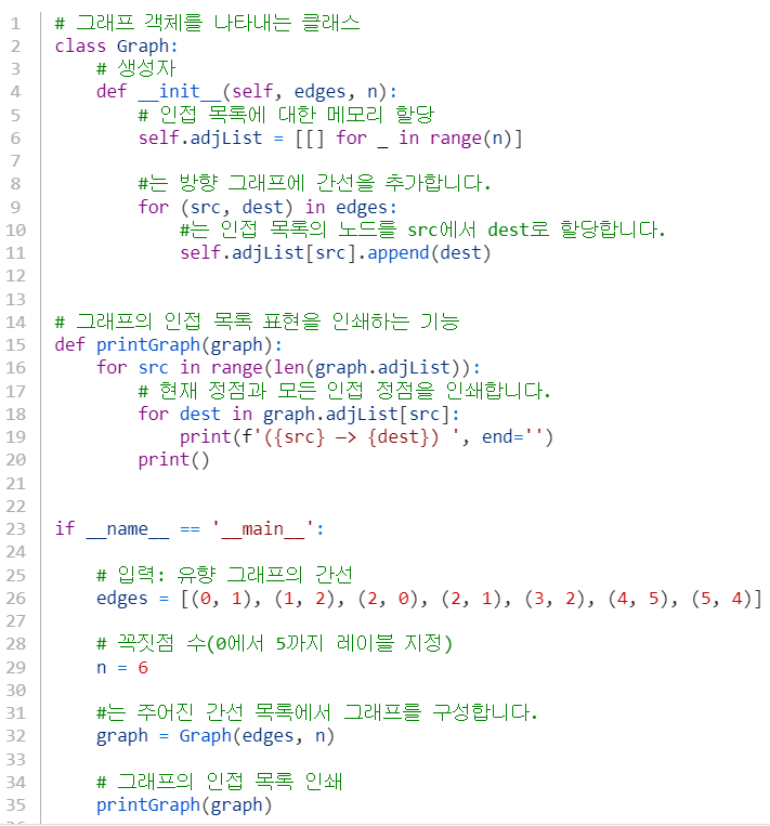 1 # 그래프 객체를 나타내는 클래스
2 class Graph:
3     # 생성자
4     def __init__(self, edges, n):
5         # 인접 목록에 대한 메모리 할당
6         self.adjList = [[] for _ in range(n)]
7
8         #는 방향 그래프에 간선을 추가합니다.
9         for (src, dest) in edges:
10             #는 인접 목록의 노드를 src에서 dest로 할당합니다.
11             self.adjList[src].append(dest)
12
13
14 # 그래프의 인접 목록 표현을 인쇄하는 기능
15 def printGraph(graph):
16     for src in range(len(graph.adjList)):
17         # 현재 정점과 모든 인접 정점을 인쇄합니다.
18         for dest in graph.adjList[src]:
19             print(f'({src} —> {dest}) ', end='')
20         print()
21
22
23 if __name__ == '__main__':
24
25     # 입력: 유향 그래프의 간선
26     edges = [(0, 1), (1, 2), (2, 0), (2, 1), (3, 2), (4, 5), (5, 4)]
27
28     # 꼭짓점 수(0에서 5까지 레이블 지정)
29     n = 6
30
31     #는 주어진 간선 목록에서 그래프를 구성합니다.
32     graph = Graph(edges, n)
33
34     # 그래프의 인접 목록 인쇄
35     printGraph(graph)